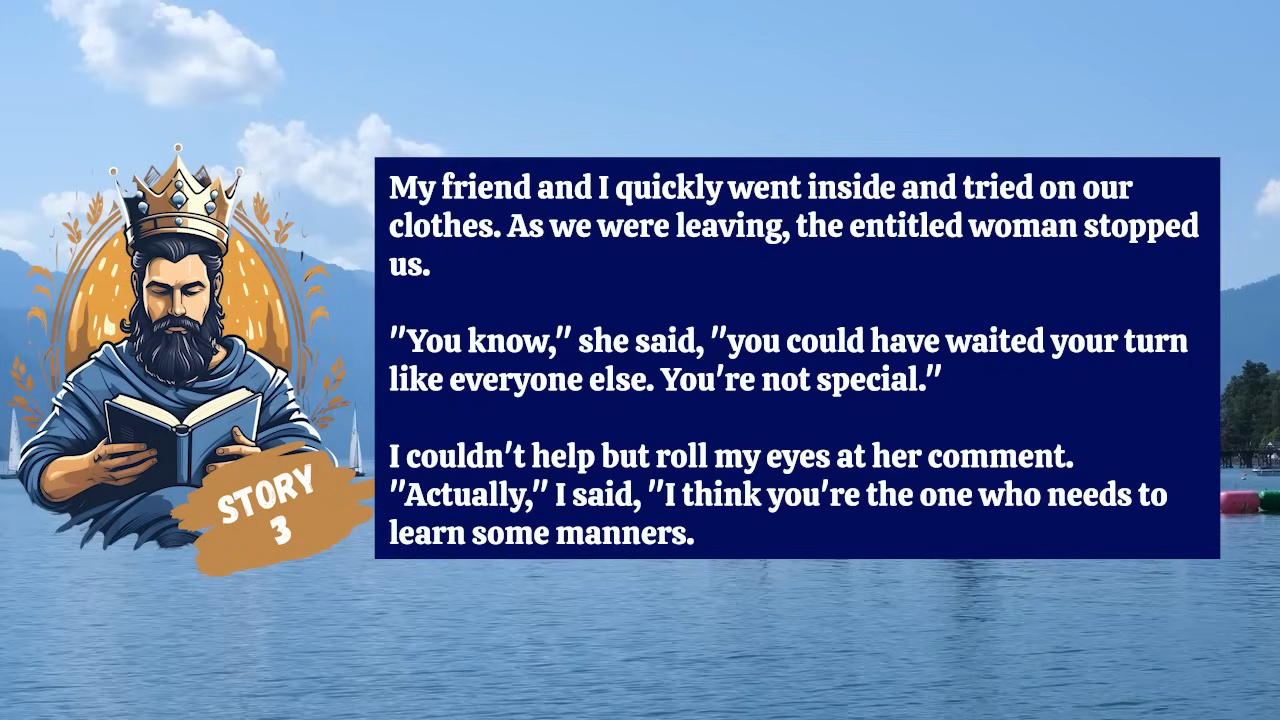 My friend and I quickly went inside and tried on our
clothes. As we were leaving, the entitled woman stopped
us.
"You know," she said, "you could have waited your turn
like everyone else. You're not special."
I couldn't help but roll my eyes at her comment.
"Actually," I said, "I think you're the one who needs to
learn some manners.
STORY
3